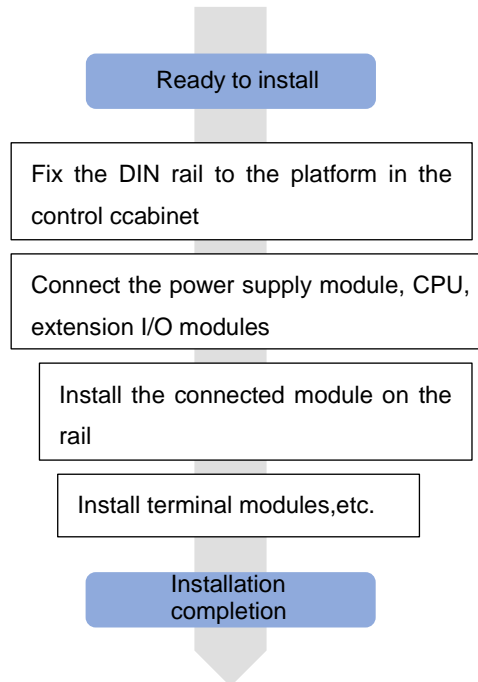 Ready to install
Fix the DIN rail to the platform in the
control ccabinet
Connect the power supply module, CPU,
extension I/O modules
Install the connected module on the
rail
Install terminal modules,etc.
Installation
completion